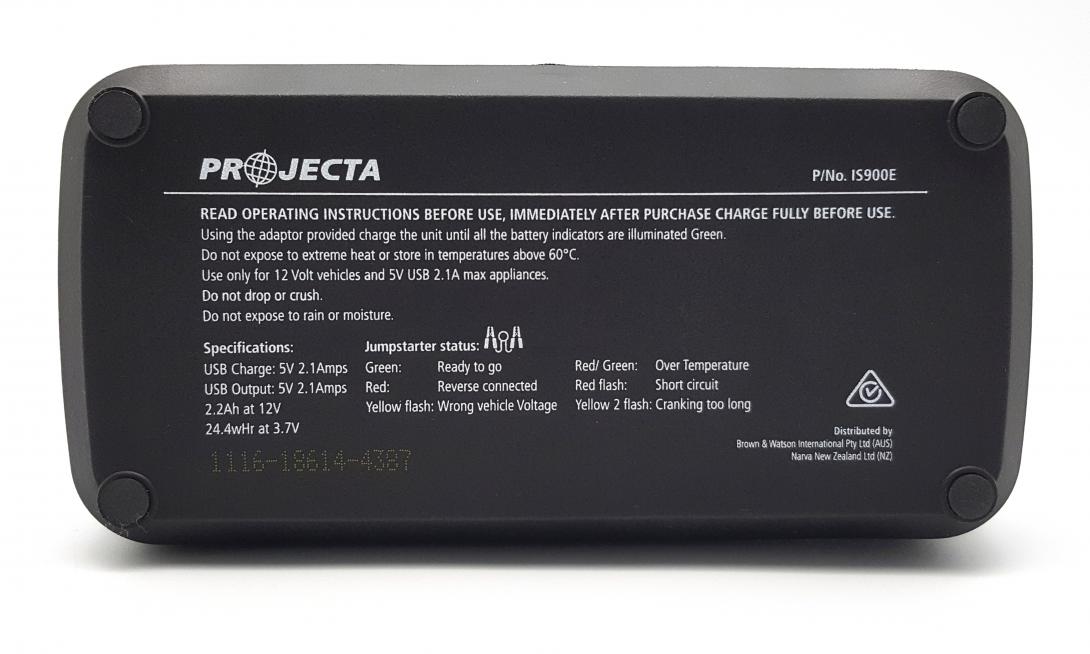 PROJECTA
P/No. IS900E
READ OPERATING INSTRUCTIONS BEFORE USE, IMMEDIATELY AFTER PURCHASE CHARGE FULLY BEFORE USE.
Using the adaptor provided charge the unit until all the battery indicators are illuminated Green.
Do not expose to extreme heat or store in temperatures above 60°C.
Use only for 12 Volt vehicles and 5V USB 2.1A max appliances.
Do not drop or crush.
Do not expose to rain or moisture.
Specifications:
USB Charge: 5V 2.1Amps
USB Output: 5V 2.1Amps
2.2Ah at 12V
24.4wHr at 3.7V
Jumpstarter status:
Green: Ready to go
Red: Reverse connected
Yellow flash: Wrong vehicle Voltage
Red/ Green: Over Temperature
Red flash: Short circuit
Yellow 2 flash: Cranking too long
Distributed by
Brown & Watson International Pty Ltd (AUS)
Narva New Zealand Ltd (NZ)
1116-18614-4387